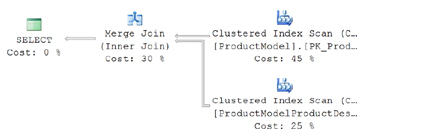 SELECT
Cost: 0 %
Merge Join
(Inner Join)
Cost: 30 %
Clustered Index Scan (C…
[ProductModel].[PK_Prod…
Cost: 45 %
Clustered Index Scan (C…
[ProductModelProductDes…
Cost: 25 %